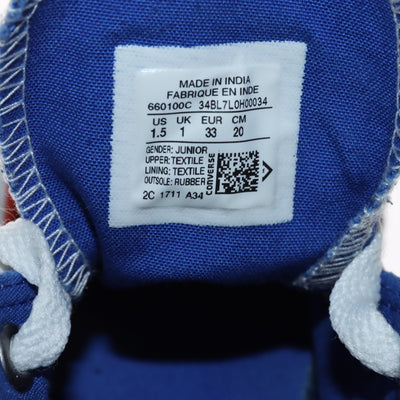 MADE IN INDIA
FABRIQUE EN INDE
660100C 34BL7L0H00034
US UK EUR CM
1.5 1 33 20
GENDER: JUNIOR
UPPER: TEXTILE
LINING: TEXTILE
OUTSOLE: RUBBER
CONVERSE
2C 1711 A34